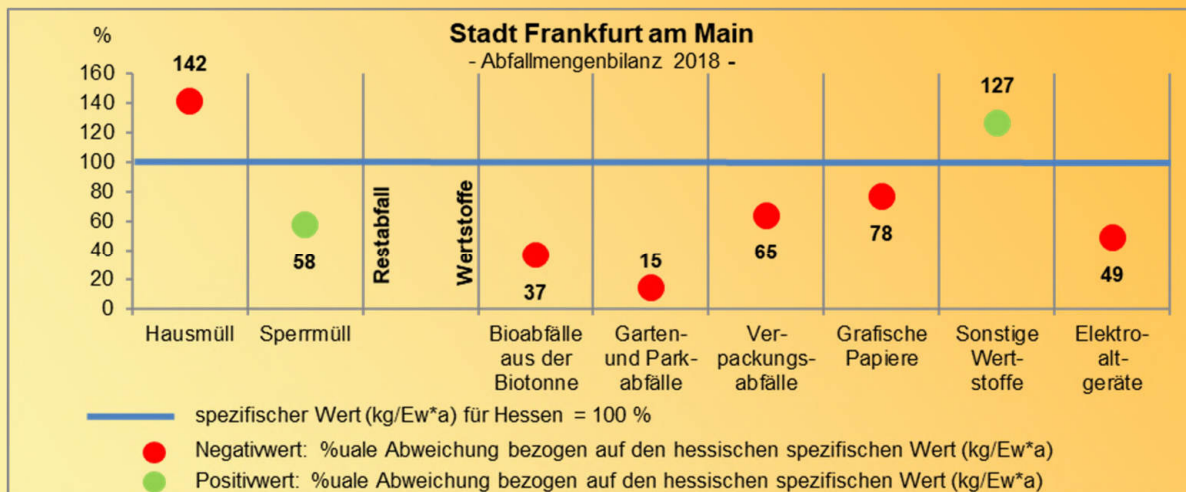 Stadt Frankfurt am Main
- Abfallmengenbilanz 2018 -
%
160
140
120
100
80
60
40
20
0
142
58
Restabfall
Wertstoffe
37
15
65
78
127
49
Hausmüll
Sperrmüll
Bioabfälle
aus der
Biotonne
Garten-
und Park-
abfälle
Ver-
packungs-
abfälle
Grafische
Papiere
Sonstige
Wert-
stoffe
Elektro-
alt-
geräte
spezifischer Wert (kg/Ew*a) für Hessen = 100 %
Negativwert: %uale Abweichung bezogen auf den hessischen spezifischen Wert (kg/Ew*a)
Positivwert: %uale Abweichung bezogen auf den hessischen spezifischen Wert (kg/Ew*a)